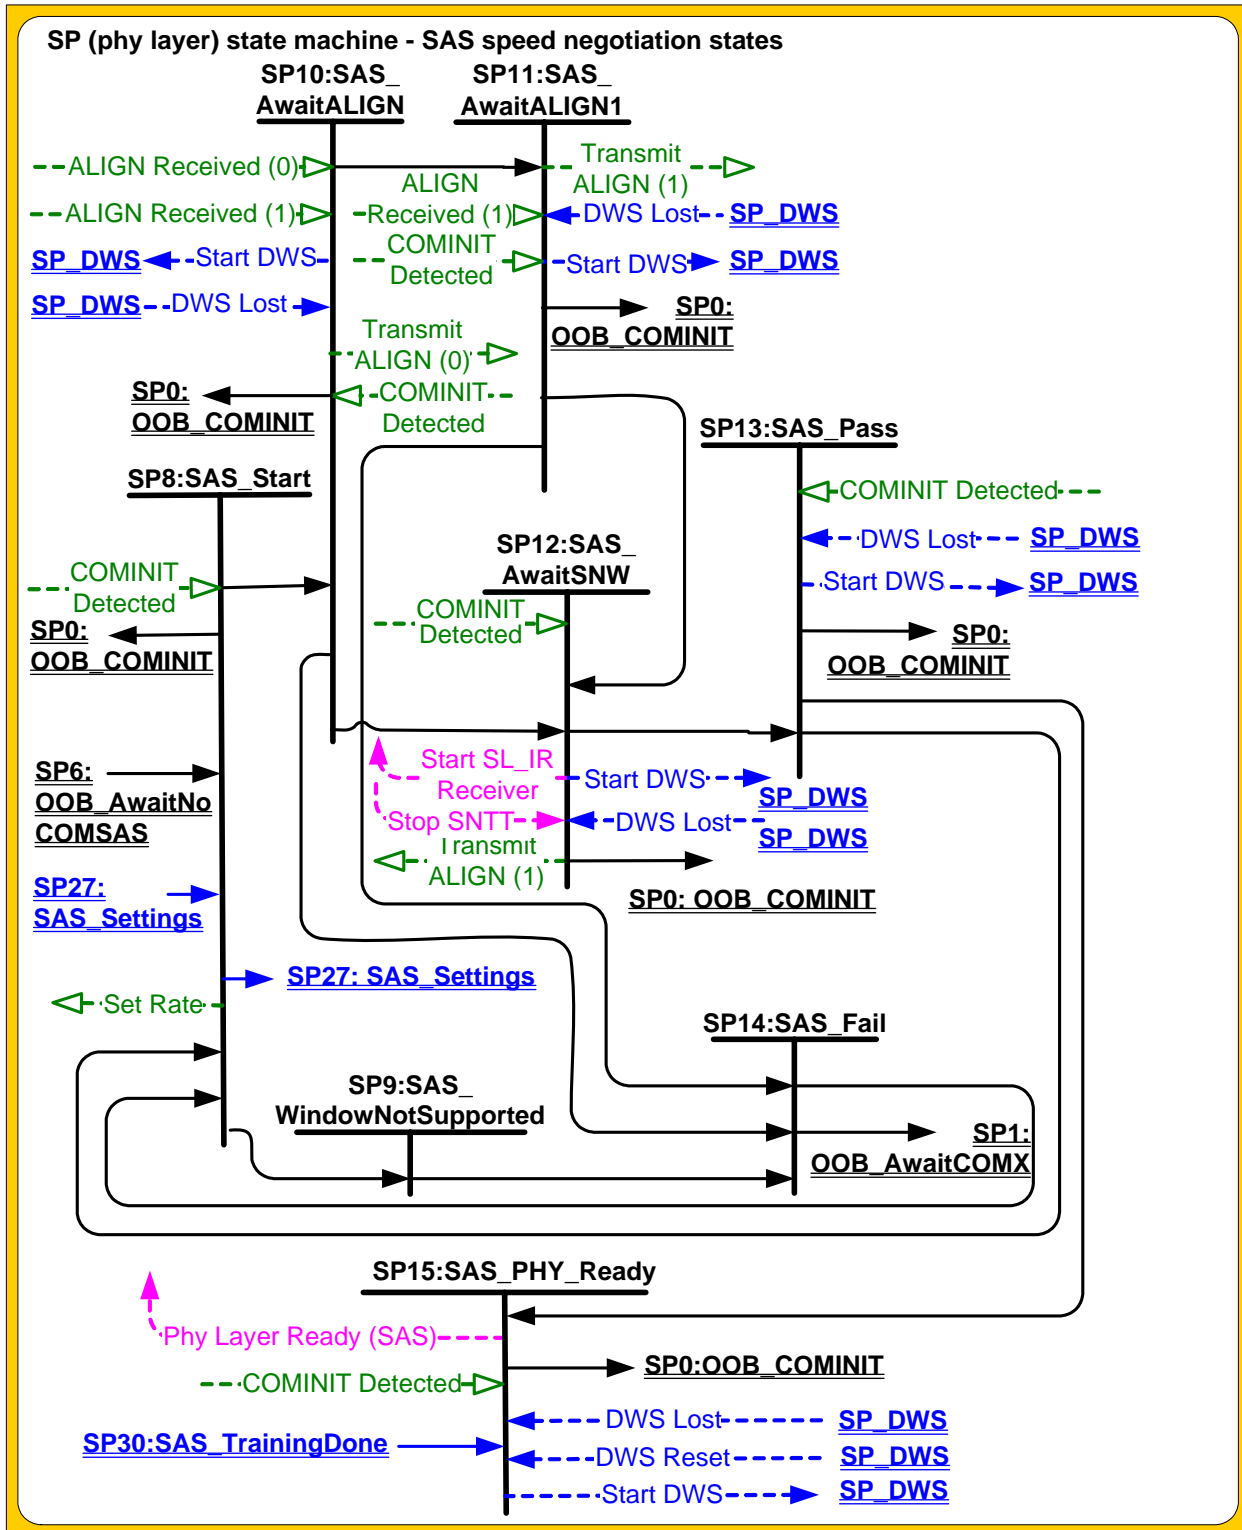 SP (phy layer) state machine - SAS speed negotiation states
SP10:SAS_
AwaitALIGN
SP11:SAS_
AwaitALIGN1
ALIGN Received (0)
Transmit
ALIGN (1)
ALIGN Received (1)
ALIGN
Received (1)
DWS Lost
SP_DWS
SP_DWS
Start DWS
COMINIT
Detected
Start DWS
SP_DWS
SP_DWS
DWS Lost
SP0:
OOB_COMINIT
Transmit
ALIGN (0)
SP0:
OOB_COMINIT
COMINIT
Detected
SP13:SAS_Pass
SP8:SAS_Start
COMINIT Detected
SP12:SAS_
AwaitSNW
DWS Lost
SP_DWS
COMINIT
Detected
Start DWS
SP_DWS
COMINIT
Detected
SP0:
OOB_COMINIT
SP0:
OOB_COMINIT
SP6:
OOB_AwaitNo
COMSAS
Start SL_IR
Receiver
Start DWS
SP_DWS
Stop SNTT
DWS Lost
SP_DWS
Transmit
ALIGN (1)
SP0: OOB_COMINIT
SP27:
SAS_Settings
SP27: SAS_Settings
Set Rate
SP14:SAS_Fail
SP9:SAS_
WindowNotSupported
SP1:
OOB_AwaitCOMX
SP15:SAS_PHY_Ready
Phy Layer Ready (SAS)
SP0:OOB_COMINIT
COMINIT Detected
DWS Lost
SP_DWS
SP30:SAS_TrainingDone
DWS Reset
SP_DWS
Start DWS
SP_DWS